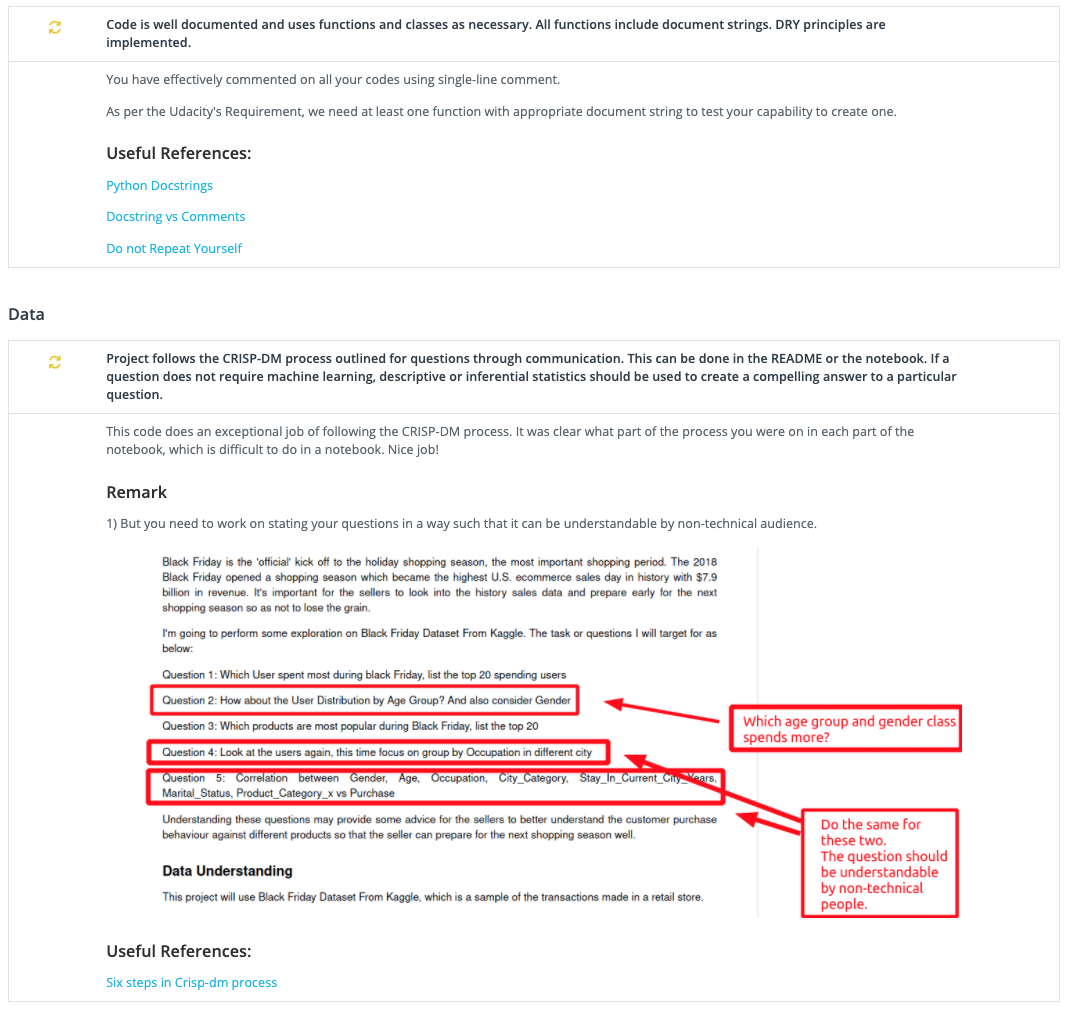 Code is well documented and uses functions and classes as necessary. All functions include document strings. DRY principles are
implemented.
You have effectively commented on all your codes using single-line comment.
As per the Udacity's Requirement, we need at least one function with appropriate document string to test your capability to create one.
Useful References:
Python Docstrings
Docstring vs Comments
Do not Repeat Yourself
Data
Project follows the CRISP-DM process outlined for questions through communication. This can be done in the README or the notebook. If a
question does not require machine learning, descriptive or inferential statistics should be used to create a compelling answer to a particular
question.
This code does an exceptional job of following the CRISP-DM process. It was clear what part of the process you were on in each part of the
notebook, which is difficult to do in a notebook. Nice job!
Remark
1) But you need to work on stating your questions in a way such that it can be understandable by non-technical audience.
Black Friday is the 'official' kick off to the holiday shopping season, the most important shopping period. The 2018
Black Friday opened a shopping season which became the highest U.S. ecommerce sales day in history with $7.9
billion in revenue. It's important for the sellers to look into the history sales data and prepare early for the next
shopping season so as not to lose the grain.
I'm going to perform some exploration on Black Friday Dataset From Kaggle. The task or questions I will target for as
below:
Question 1: Which User spent most during black Friday, list the top 20 spending users
Question 2: How about the User Distribution by Age Group? And also consider Gender
Which age group and gender class
spends more?
Question 3: Which products are most popular during Black Friday, list the top 20
Question 4: Look at the users again, this time focus on group by Occupation in different city
Question 5: Correlation between Gender, Age, Occupation, City_Category, Stay_In_Current_City_Years,
Marital_Status, Product_Category_x vs Purchase
Do the same for
these two.
The question should
be understandable
by non-technical
people.
Understanding these questions may provide some advice for the sellers to better understand the customer purchase
behaviour against different products so that the seller can prepare for the next shopping season well.
Data Understanding
This project will use Black Friday Dataset From Kaggle, which is a sample of the transactions made in a retail store.
Useful References:
Six steps in Crisp-dm process